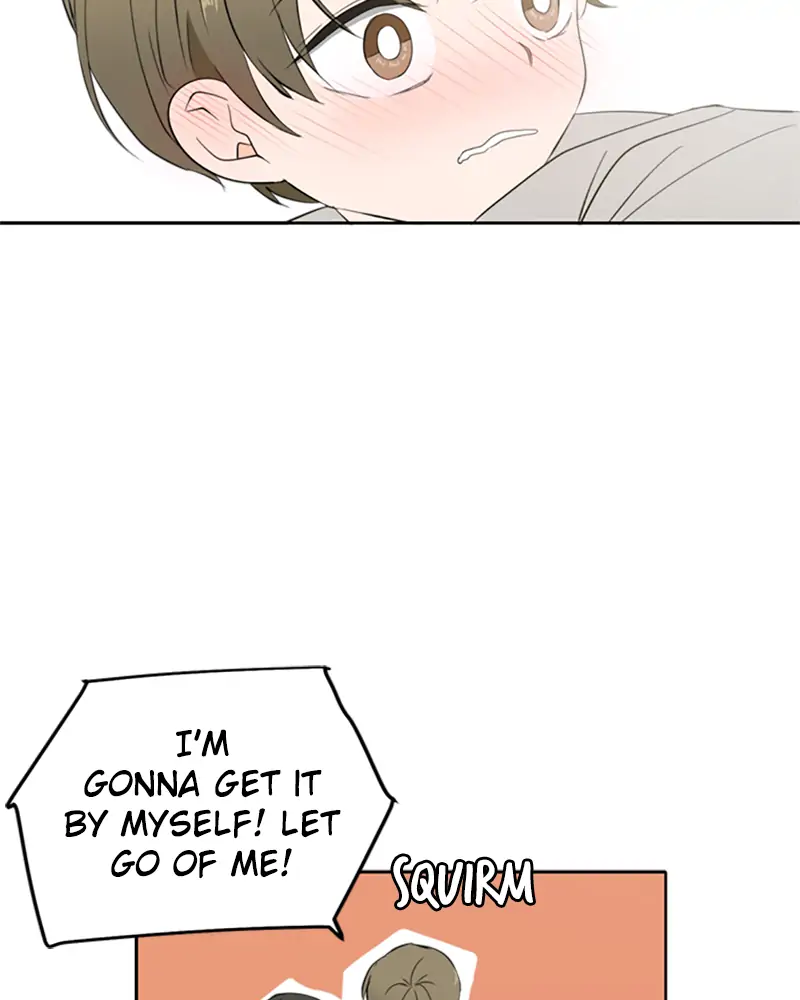 I'M
GONNA GET IT
BY MYSELF! LET
GO OF ME!
SQUIRM